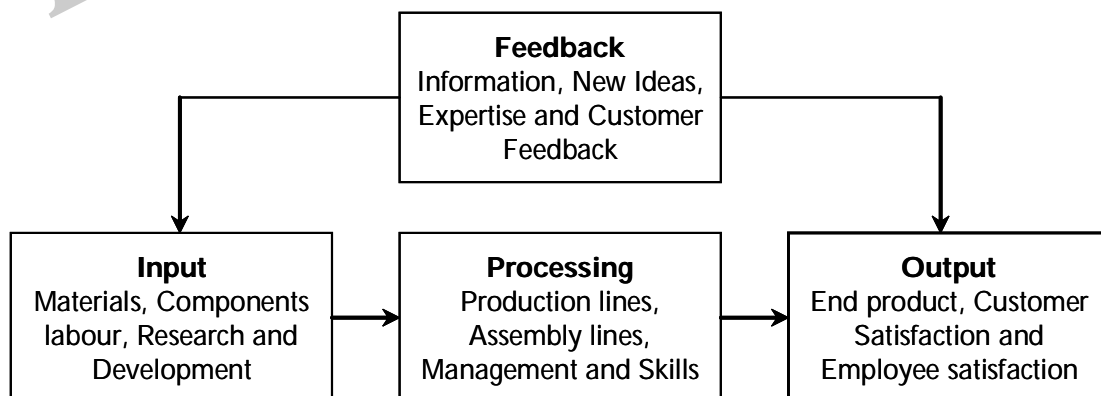 Feedback
Information, New Ideas,
Expertise and Customer
Feedback
Input
Materials, Components
labour, Research and
Development
Processing
Production lines,
Assembly lines,
Management and Skills
Output
End product, Customer
Satisfaction and
Employee satisfaction